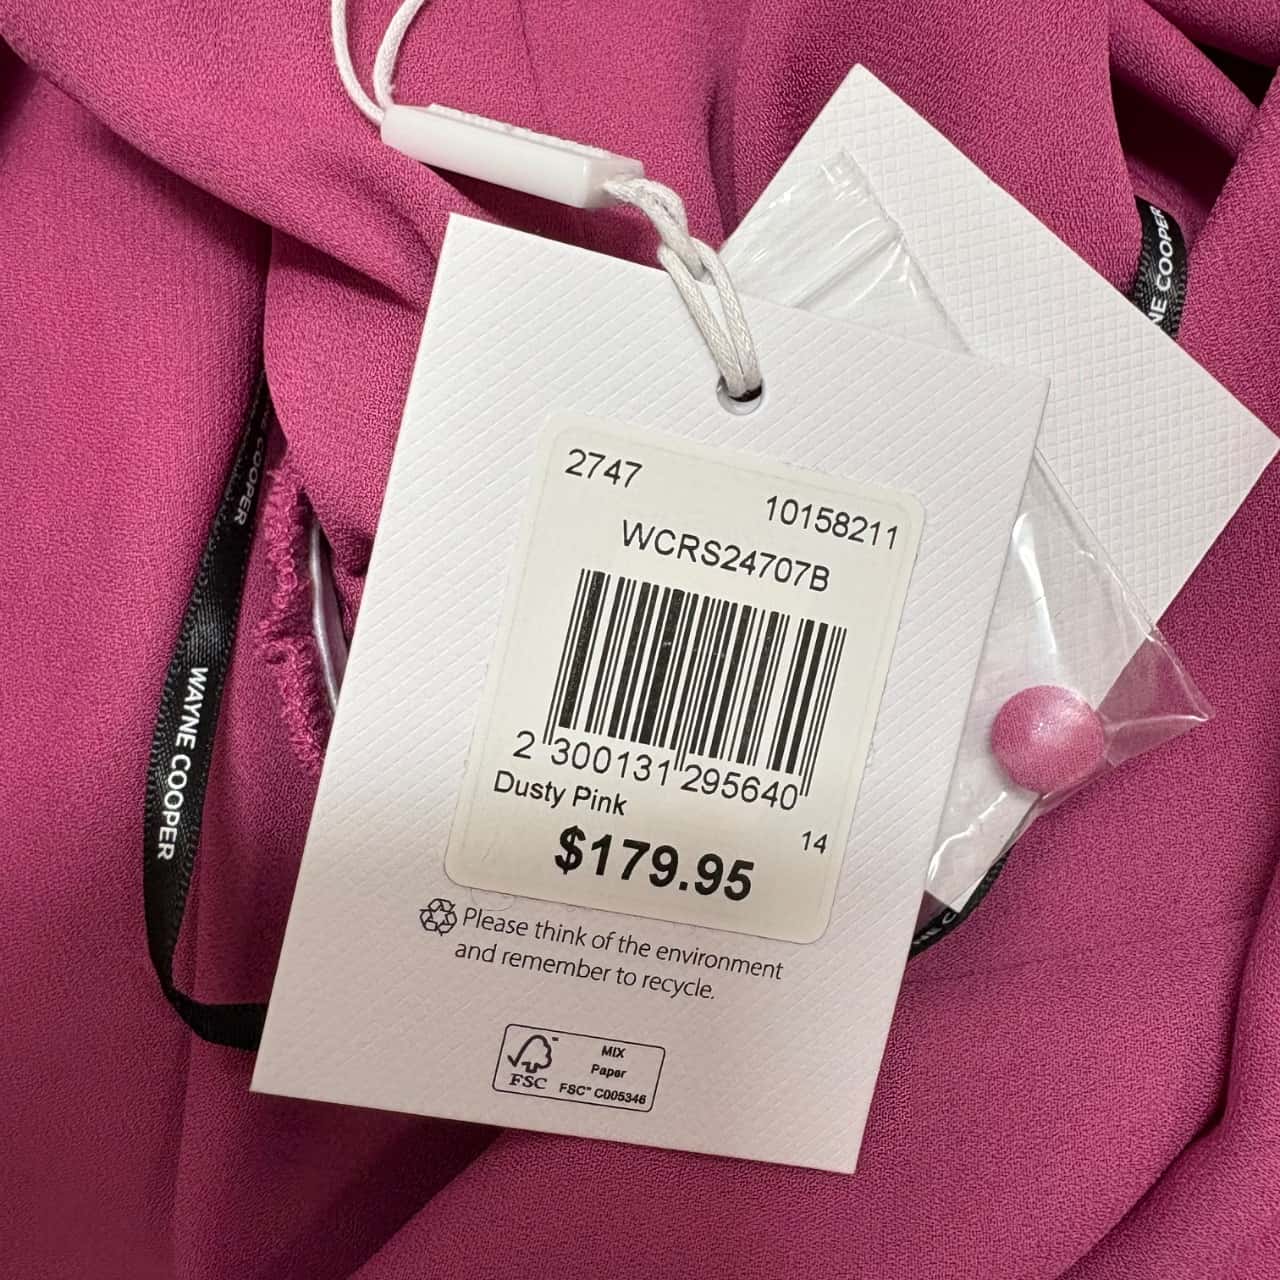 2747
10158211
WCRS24707B
2 300131 295640
Dusty Pink
14
$179.95
Please think of the environment
and remember to recycle.
FSC
MIX
Paper
FSC™ C005346
WAYNE COOPER
COOPER
NE COOPER